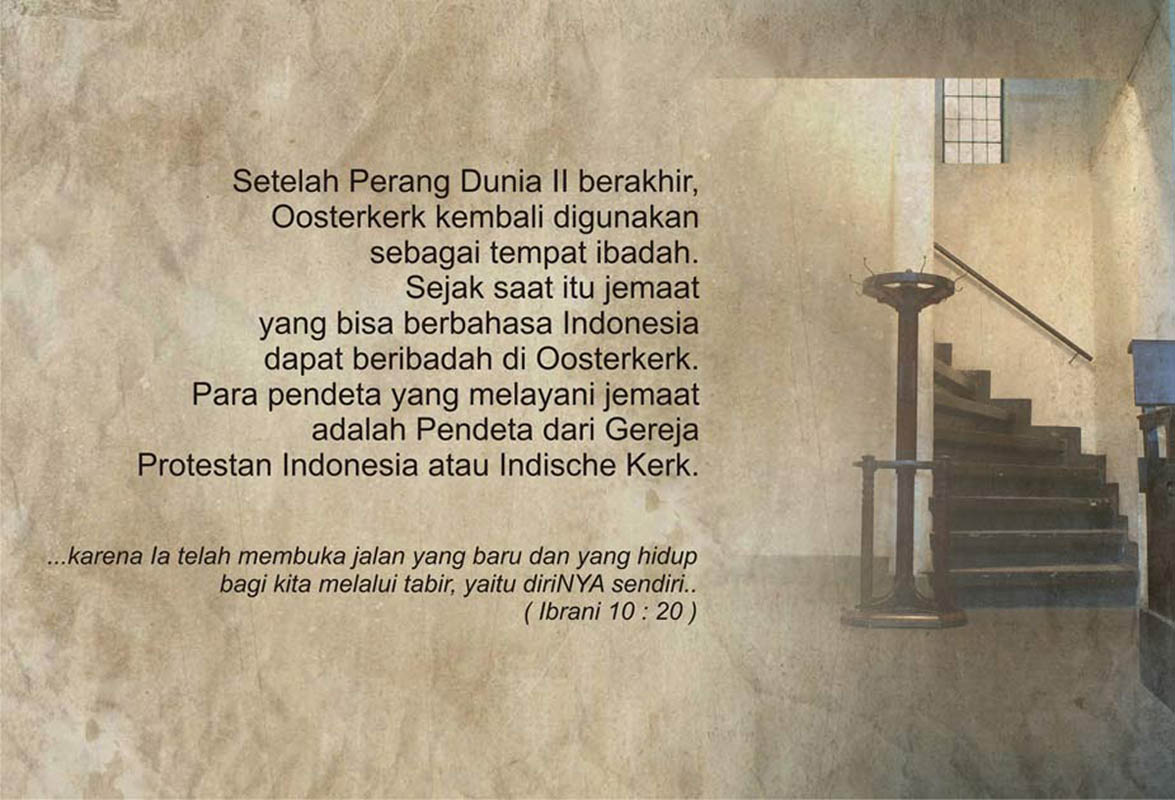 Setelah Perang Dunia II berakhir,
Oosterkerk kembali digunakan
sebagai tempat ibadah.
Sejak saat itu jemaat
yang bisa berbahasa Indonesia
dapat beribadah di Oosterkerk.
Para pendeta yang melayani jemaat
adalah Pendeta dari Gereja
Protestan Indonesia atau Indische Kerk.
...karena Ia telah membuka jalan yang baru dan yang hidup
bagi kita melalui tabir, yaitu diriNYA sendiri..
( Ibrani 10 : 20 )